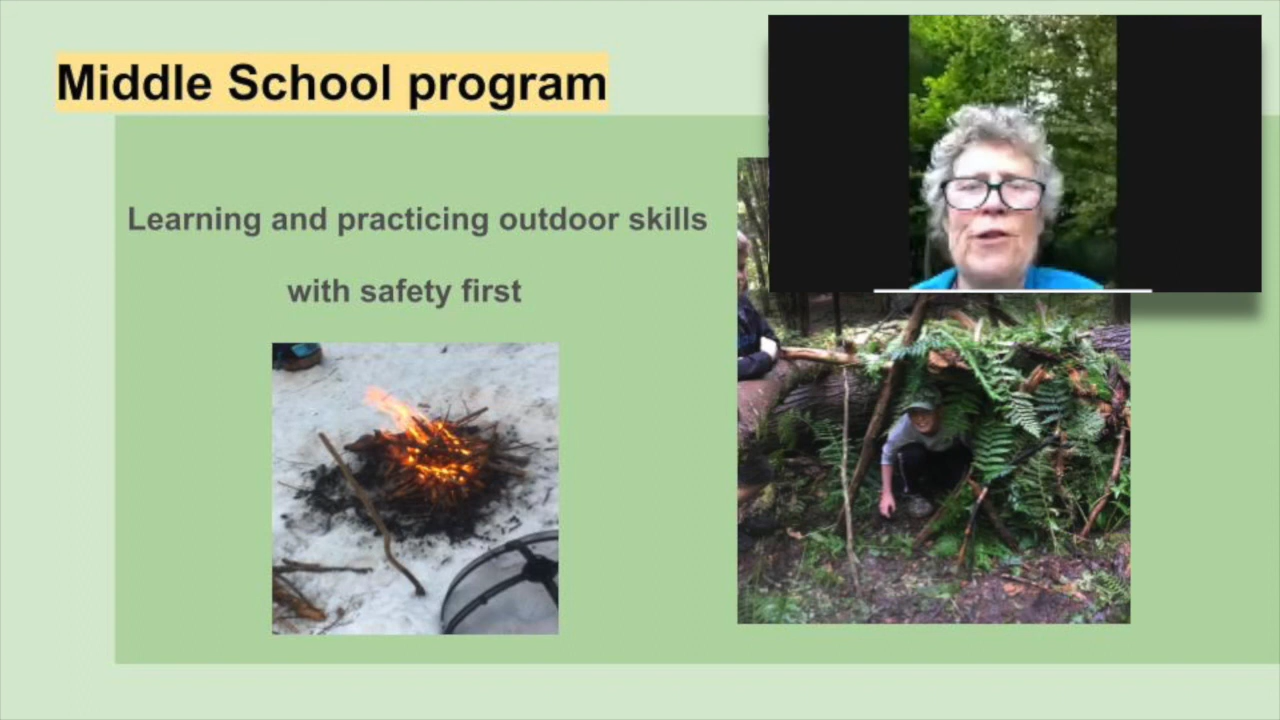 Middle School program
Learning and practicing outdoor skills
with safety first